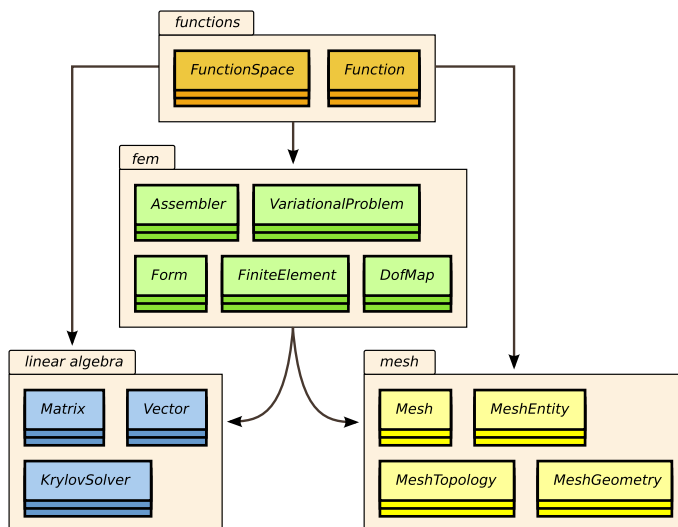 functions
FunctionSpace
Function
fem
Assembler
VariationalProblem
Form
FiniteElement
DofMap
linear algebra
Matrix
Vector
KrylovSolver
mesh
Mesh
MeshEntity
MeshTopology
MeshGeometry